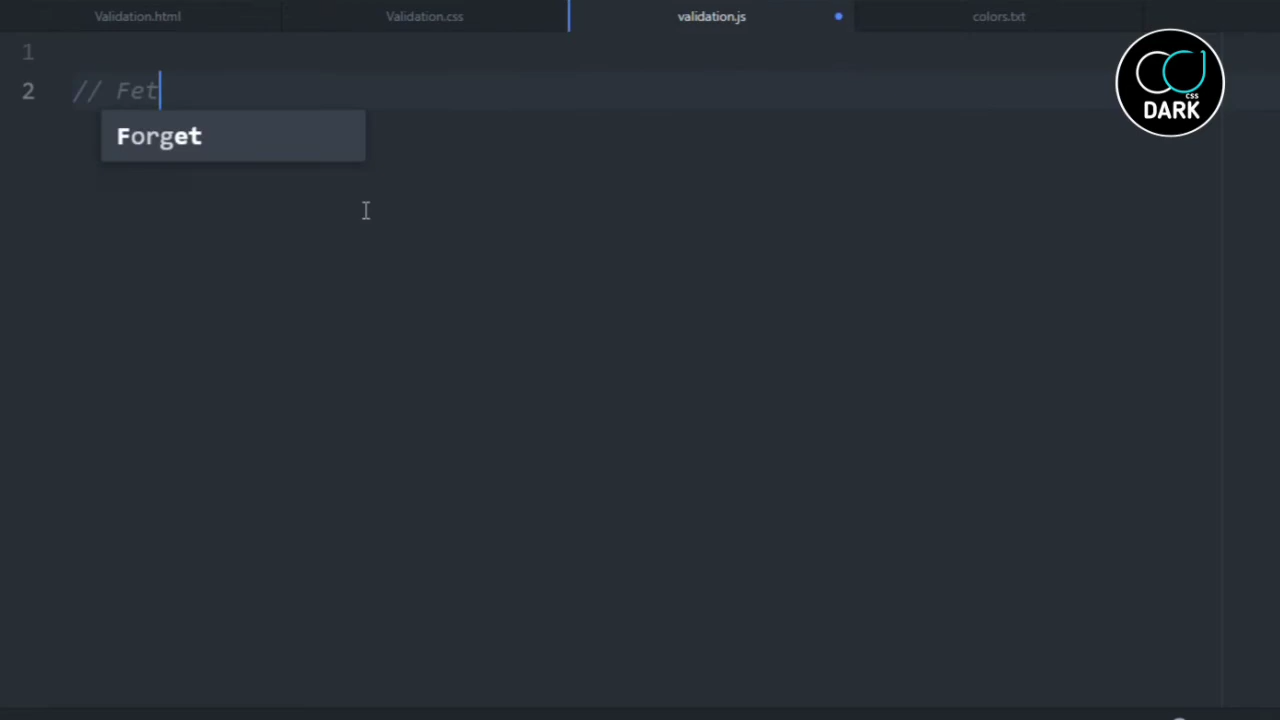 Validation.html
Validation.css
validation.js
colors.txt
1
2
// Fet
Forget
css
DARK